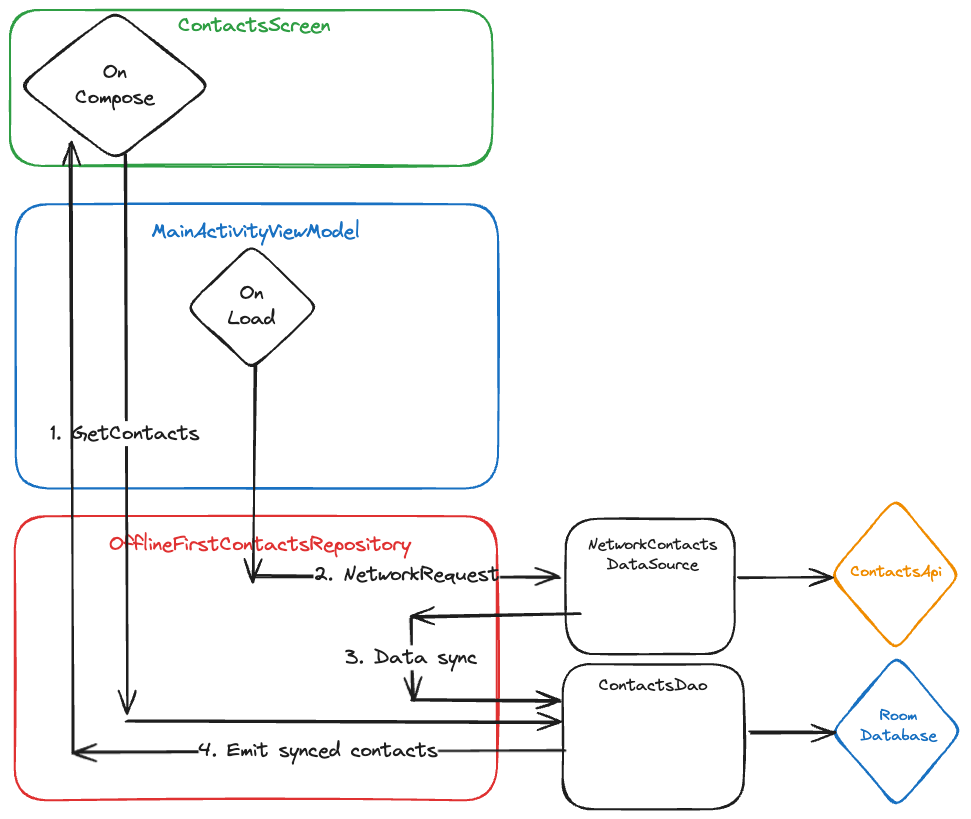 ContactsScreen
On
Compose
MainActivityViewModel
On
Load
1. GetContacts
OfflineFirstContactsRepository
2. NetworkRequest
NetworkContacts
DataSource
ContactsApi
3. Data sync
ContactsDao
Room
Database
4. Emit synced contacts